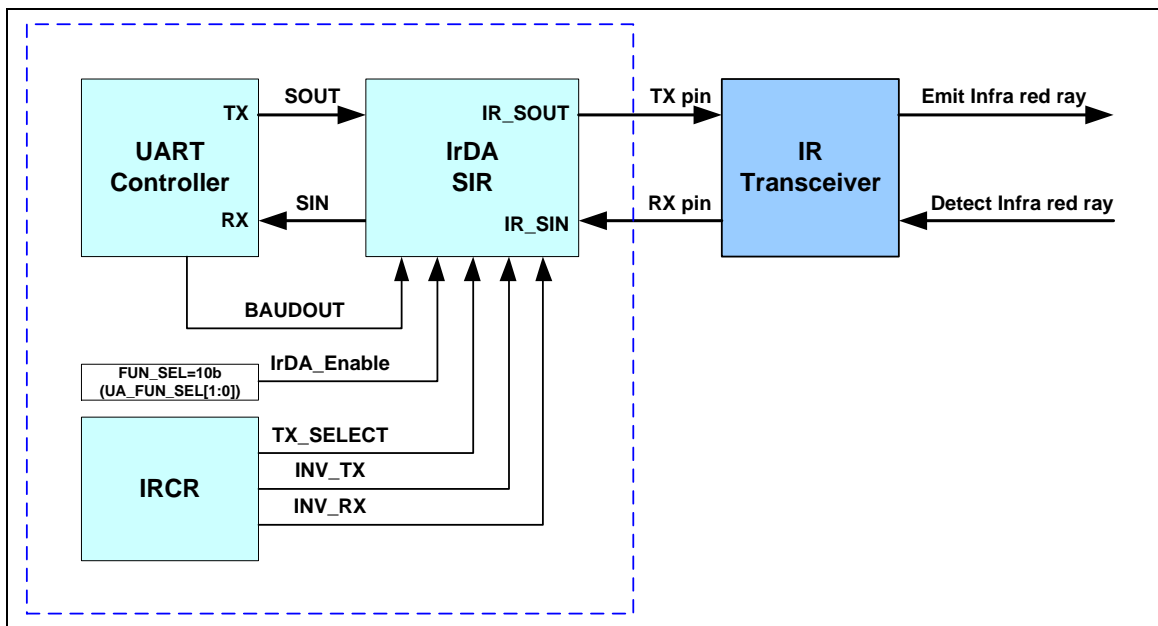 TX
SOUT
IR_SOUT
TX pin
Emit Infra red ray
UART
Controller
IrDA
SIR
IR
Transceiver
RX
SIN
IR_SIN
RX pin
Detect Infra red ray
BAUDOUT
FUN_SEL=10b
(UA_FUN_SEL[1:0])
IrDA_Enable
IRCR
TX_SELECT
INV_TX
INV_RX